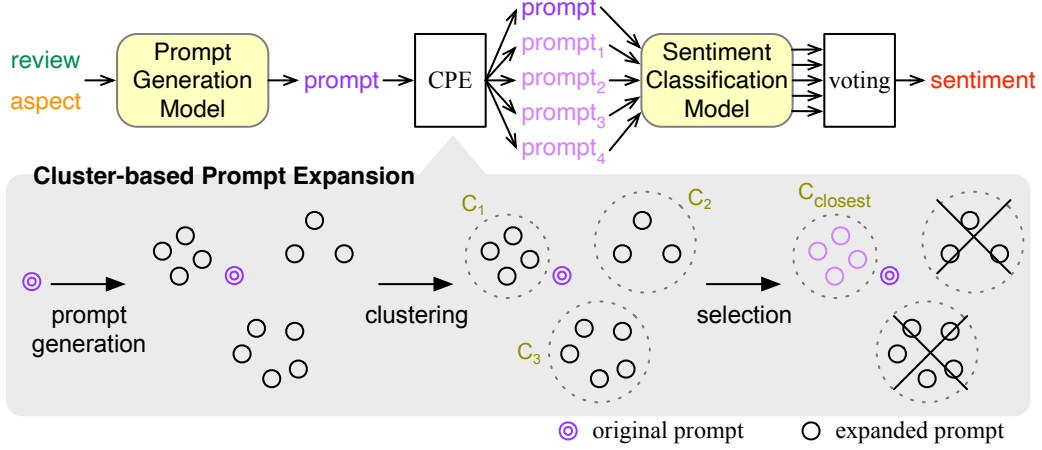 review
aspect
Prompt
Generation
Model
prompt
CPE
prompt
prompt1
prompt2
prompt3
prompt4
Sentiment
Classification
Model
voting
sentiment
Cluster-based Prompt Expansion
prompt
generation
clustering
C1
C2
C3
selection
Cclosest
original prompt
expanded prompt